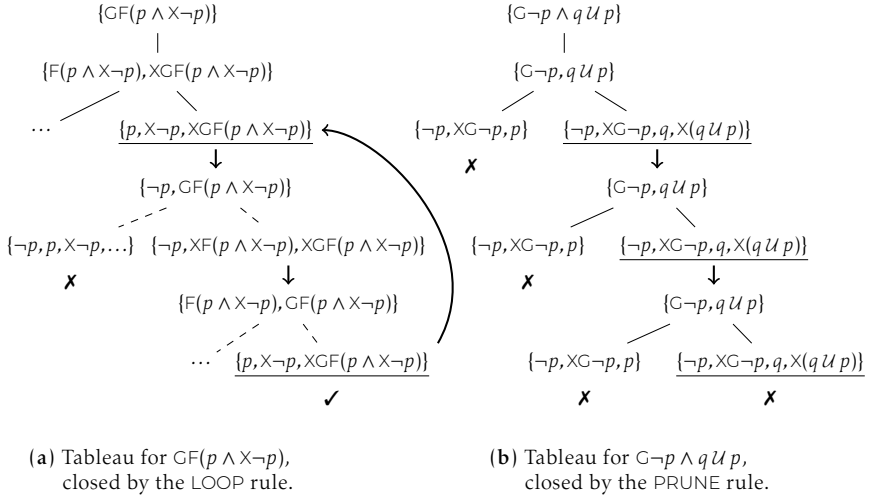 {GF(p ∧ X¬p)}
{F(p ∧ X¬p), XGF(p ∧ X¬p)}
...
{p, X¬p, XGF(p ∧ X¬p)}
{¬p, GF(p ∧ X¬p)}
{¬p, p, X¬p, ...}
{¬p, XF(p ∧ X¬p), XGF(p ∧ X¬p)}
✗
{F(p ∧ X¬p), GF(p ∧ X¬p)}
...
{p, X¬p, XGF(p ∧ X¬p)}
✓
(a) Tableau for GF(p ∧ X¬p),
closed by the LOOP rule.
{G¬p ∧ q U p}
{G¬p, q U p}
{¬p, XG¬p, p}
{¬p, XG¬p, q, X(q U p)}
✗
{G¬p, q U p}
{¬p, XG¬p, p}
{¬p, XG¬p, q, X(q U p)}
✗
{G¬p, q U p}
{¬p, XG¬p, p}
{¬p, XG¬p, q, X(q U p)}
✗
✗
(b) Tableau for G¬p ∧ q U p,
closed by the PRUNE rule.